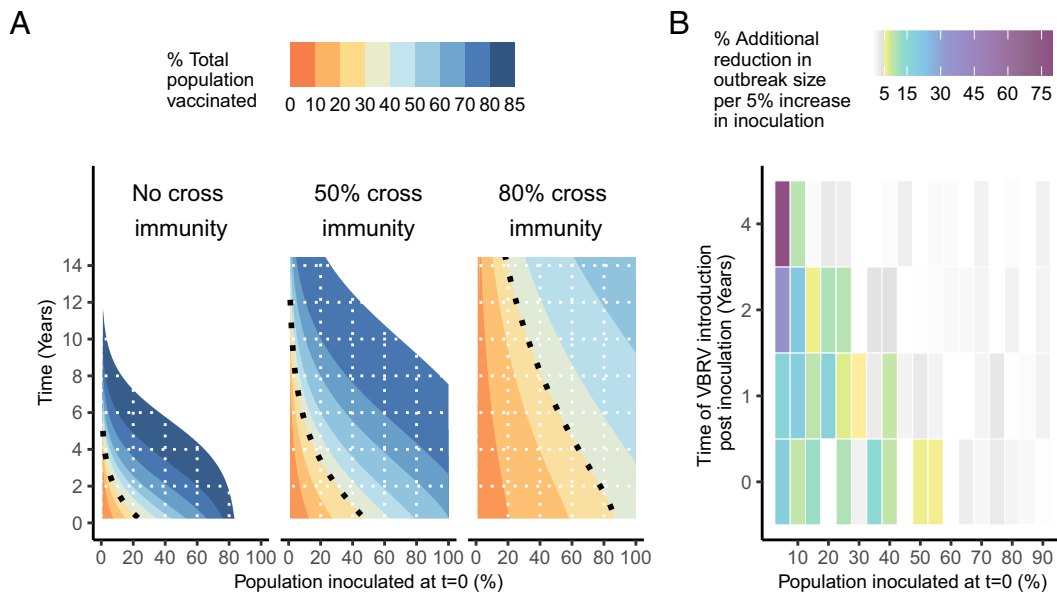 A
% Total
population
vaccinated
0 10 20 30 40 50 60 70 80 85
No cross
immunity
50% cross
immunity
80% cross
immunity
Time (Years)
14
12
10
8
6
4
2
0
0 20 40 60 80 100
0 20 40 60 80 100
0 20 40 60 80 100
Population inoculated at t=0 (%)
B
% Additional
reduction in
outbreak size
per 5% increase
in inoculation
5 15 30 45 60 75
Time of VBRV introduction
post inoculation (Years)
4
2
1
0
10 20 30 40 50 60 70 80 90
Population inoculated at t=0 (%)